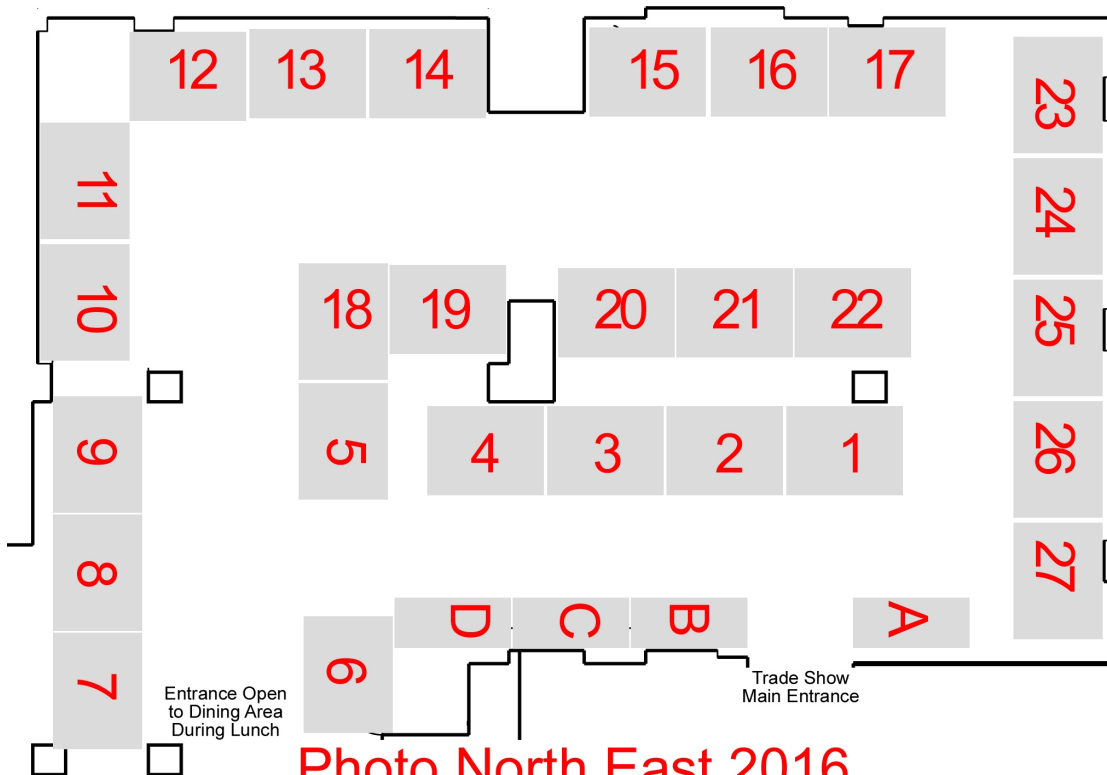 12
13
14
15
16
17
23
11
24
10
18
19
20
21
22
25
9
5
4
3
2
1
26
8
27
D
C
B
A
6
7
Entrance Open
to Dining Area
During Lunch
Trade Show
Main Entrance
Photo North East 2016